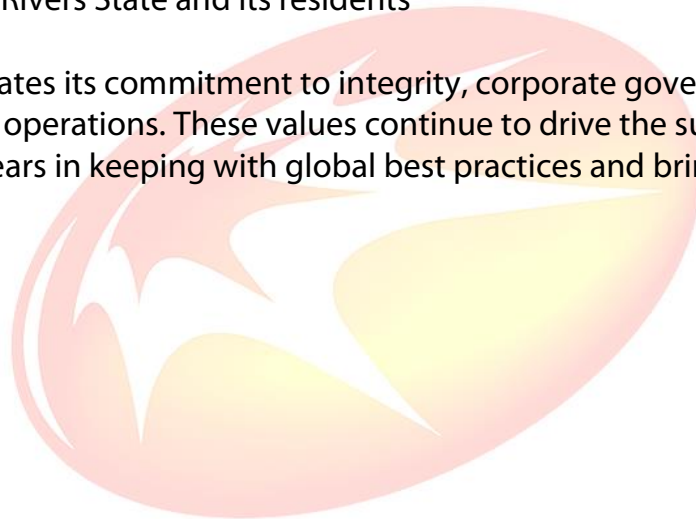 Rivers State and its residents
ates its commitment to integrity, corporate gove
operations. These values continue to drive the su
ears in keeping with global best practices and brin